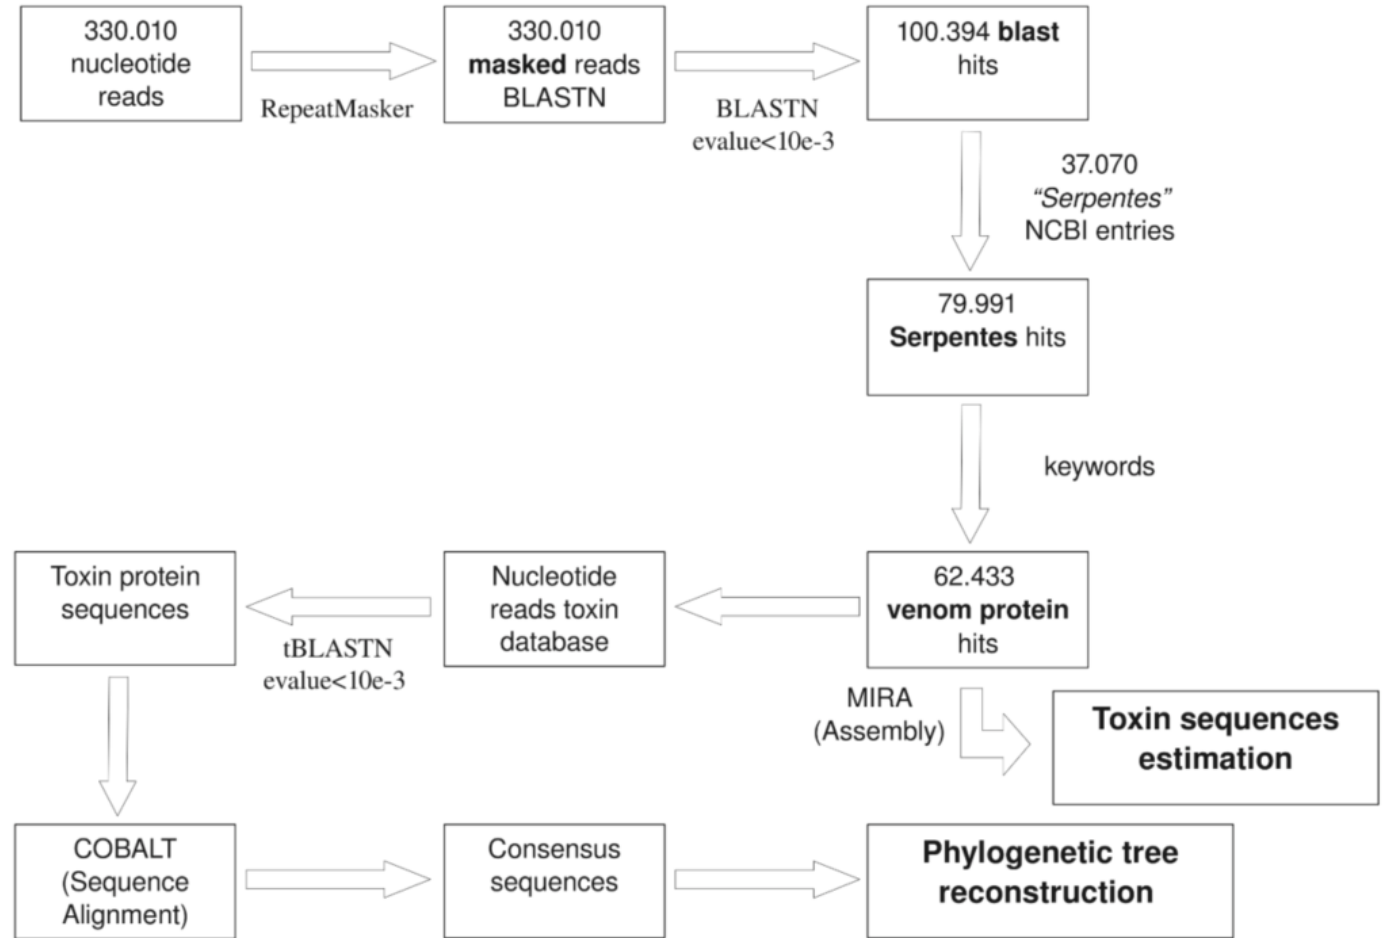 330.010
nucleotide
reads
RepeatMasker
330.010
masked reads
BLASTN
BLASTN
evalue<10e-3
100.394 blast
hits
37.070
“Serpentes”
NCBI entries
79.991
Serpentes hits
keywords
62.433
venom protein
hits
Nucleotide
reads toxin
database
tBLASTN
evalue<10e-3
Toxin protein
sequences
MIRA
(Assembly)
Toxin sequences
estimation
COBALT
(Sequence
Alignment)
Consensus
sequences
Phylogenetic tree
reconstruction